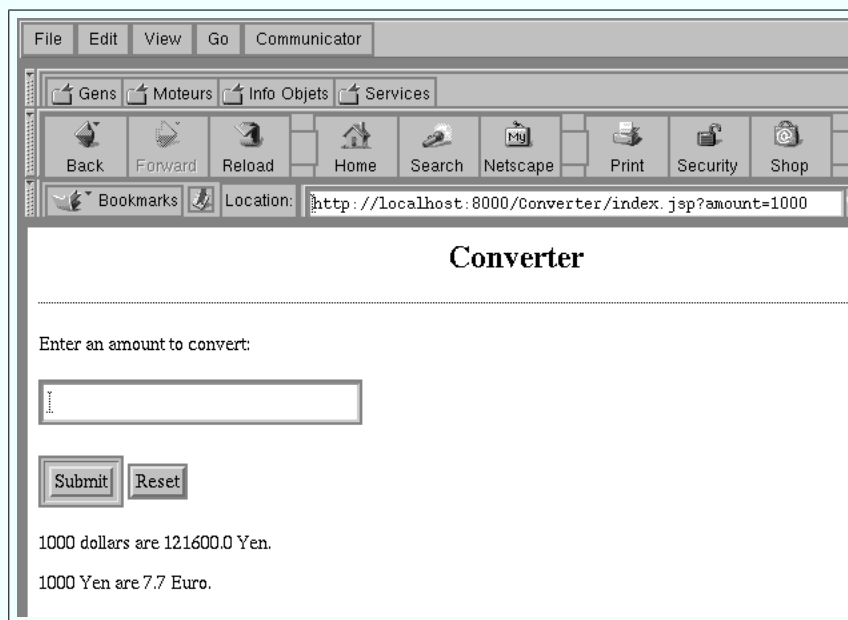 File Edit View Go Communicator
Gens Moteurs Info Objets Services
My
Back Forward Reload Home Search Netscape Print Security Shop
Bookmarks Location: http://localhost:8000/Converter/index.jsp?amount=1000
Converter
Enter an amount to convert:
Submit Reset
1000 dollars are 121600.0 Yen.
1000 Yen are 7.7 Euro.